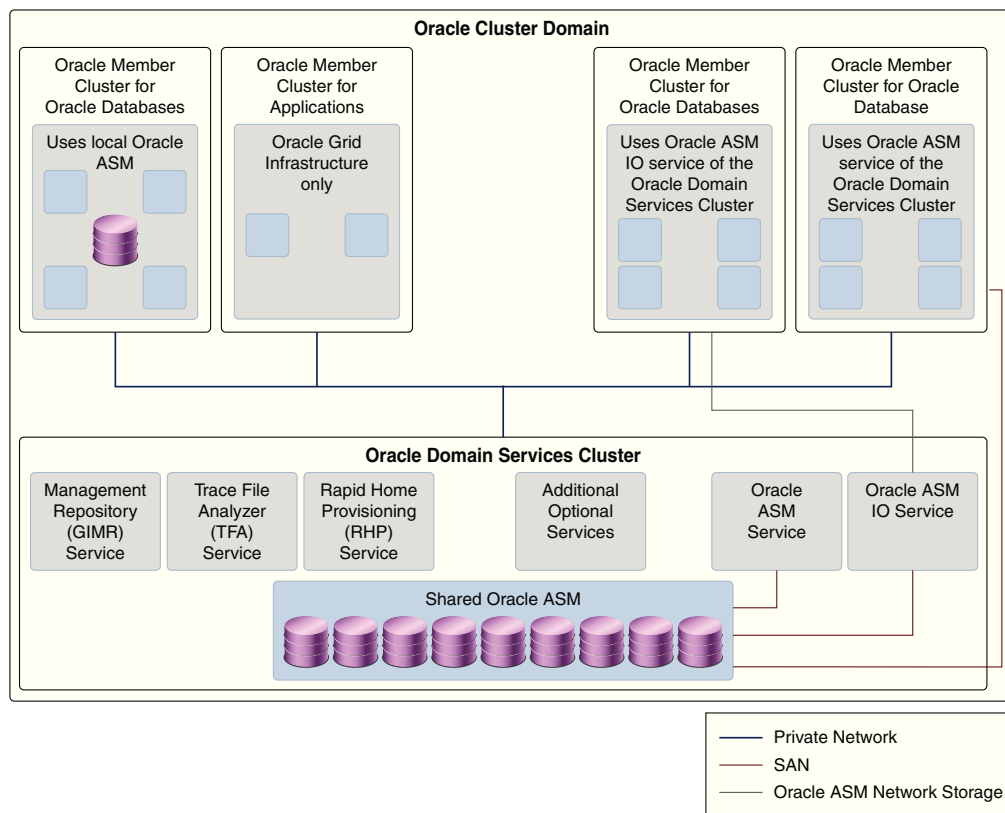 Oracle Cluster Domain
Oracle Member
Cluster for
Oracle Databases
Uses local Oracle
ASM
Oracle Member
Cluster for
Applications
Oracle Grid
Infrastructure
only
Oracle Member
Cluster for
Oracle Databases
Uses Oracle ASM
IO service of the
Oracle Domain
Services Cluster
Oracle Member
Cluster for Oracle
Database
Uses Oracle ASM
service of the
Oracle Domain
Services Cluster
Oracle Domain Services Cluster
Management
Repository
(GIMR)
Service
Trace File
Analyzer
(TFA)
Service
Rapid Home
Provisioning
(RHP)
Service
Additional
Optional
Services
Oracle
ASM
Service
Oracle ASM
IO Service
Shared Oracle ASM
Private Network
SAN
Oracle ASM Network Storage